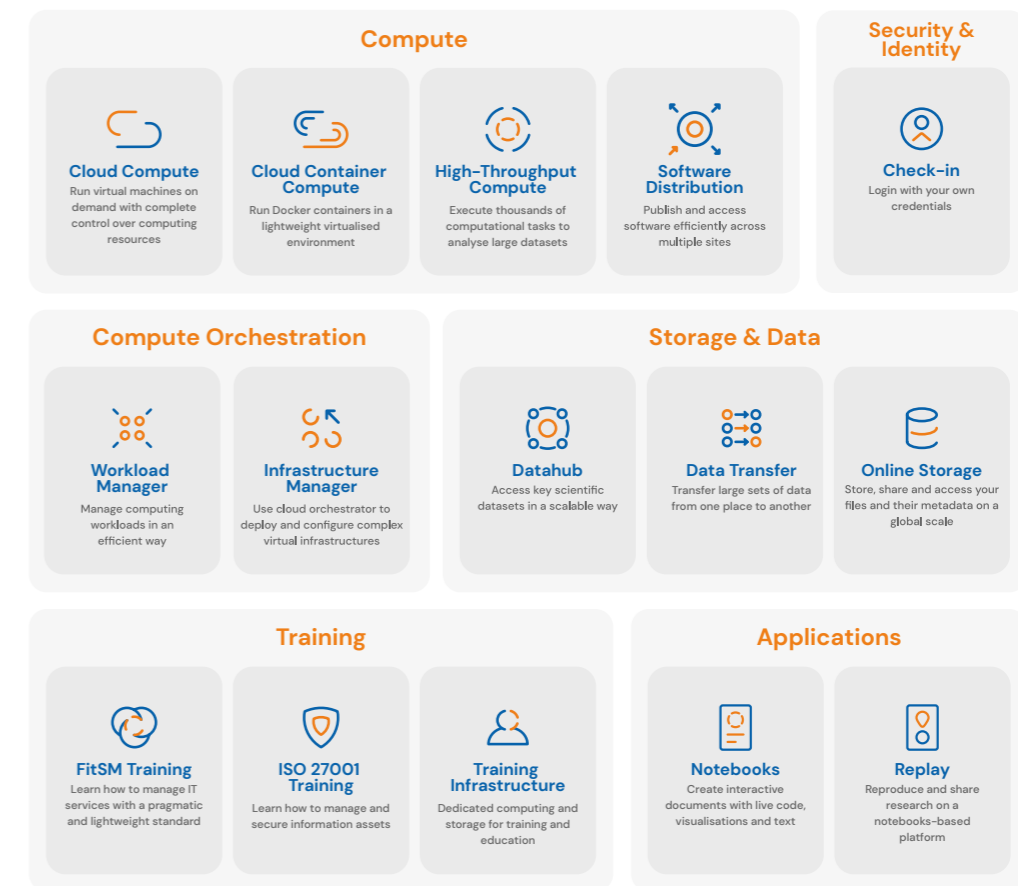 Compute
Cloud Compute
Run virtual machines on
demand with complete
control over computing
resources
Cloud Container
Compute
Run Docker containers in a
lightweight virtualised
environment
High-Throughput
Compute
Execute thousands of
computational tasks to
analyse large datasets
Software
Distribution
Publish and access
software efficiently across
multiple sites
Security &
Identity
Check-in
Login with your own
credentials
Compute Orchestration
Workload
Manager
Manage computing
workloads in an
efficient way
Infrastructure
Manager
Use cloud orchestrator to
deploy and configure complex
virtual infrastructures
Storage & Data
Datahub
Access key scientific
datasets in a scalable way
Data Transfer
Transfer large sets of data
from one place to another
Online Storage
Store, share and access your
files and their metadata on a
global scale
Training
FitSM Training
Learn how to manage IT
services with a pragmatic
and lightweight standard
ISO 27001
Training
Learn how to manage and
secure information assets
Training
Infrastructure
Dedicated computing and
storage for training and
education
Applications
Notebooks
Create interactive
documents with live code,
visualisations and text
Replay
Reproduce and share
research on a
notebooks-based
platform